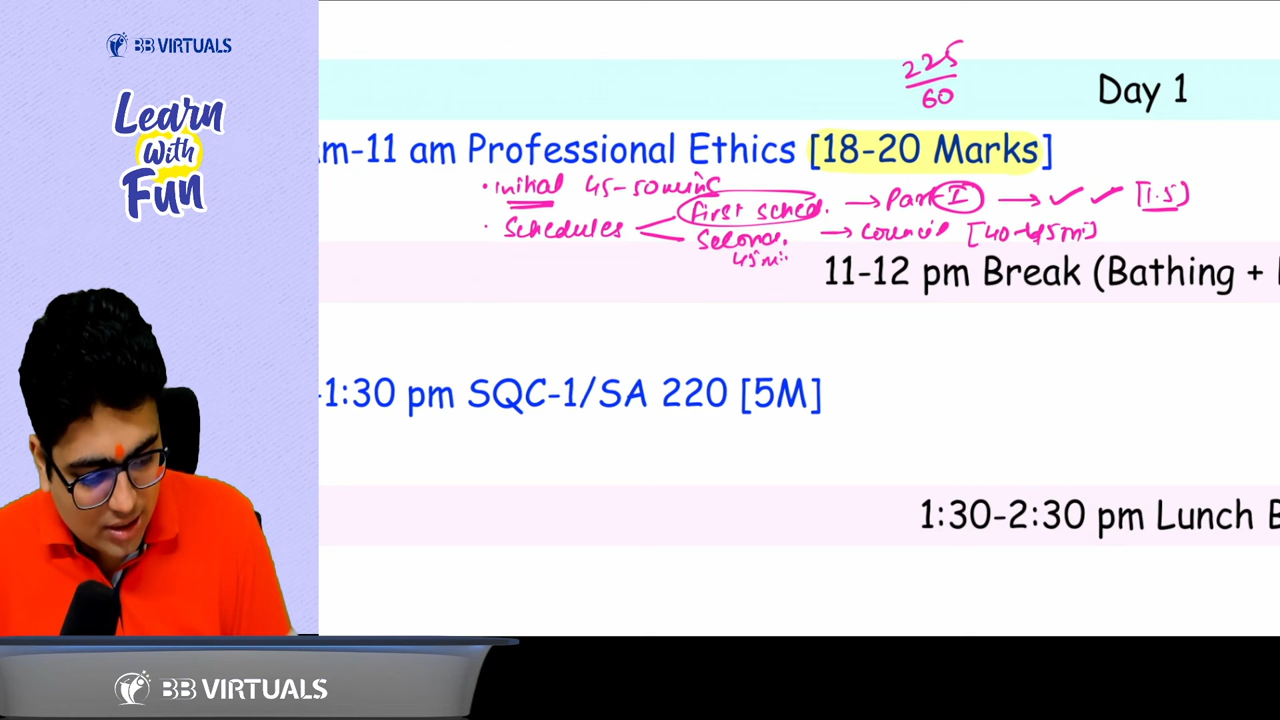 BB VIRTUALS
Learn
With
Fun
225
60
Day 1
m-11 am Professional Ethics [18-20 Marks]
• initial 45-50 mins
• Schedules
first sched. → Part I → ✓ ✓ [1.5]
Second. → Council [40-45 mi]
45 mi
11-12 pm Break (Bathing +
-1:30 pm SQC-1/SA 220 [5M]
1:30-2:30 pm Lunch
BB VIRTUALS